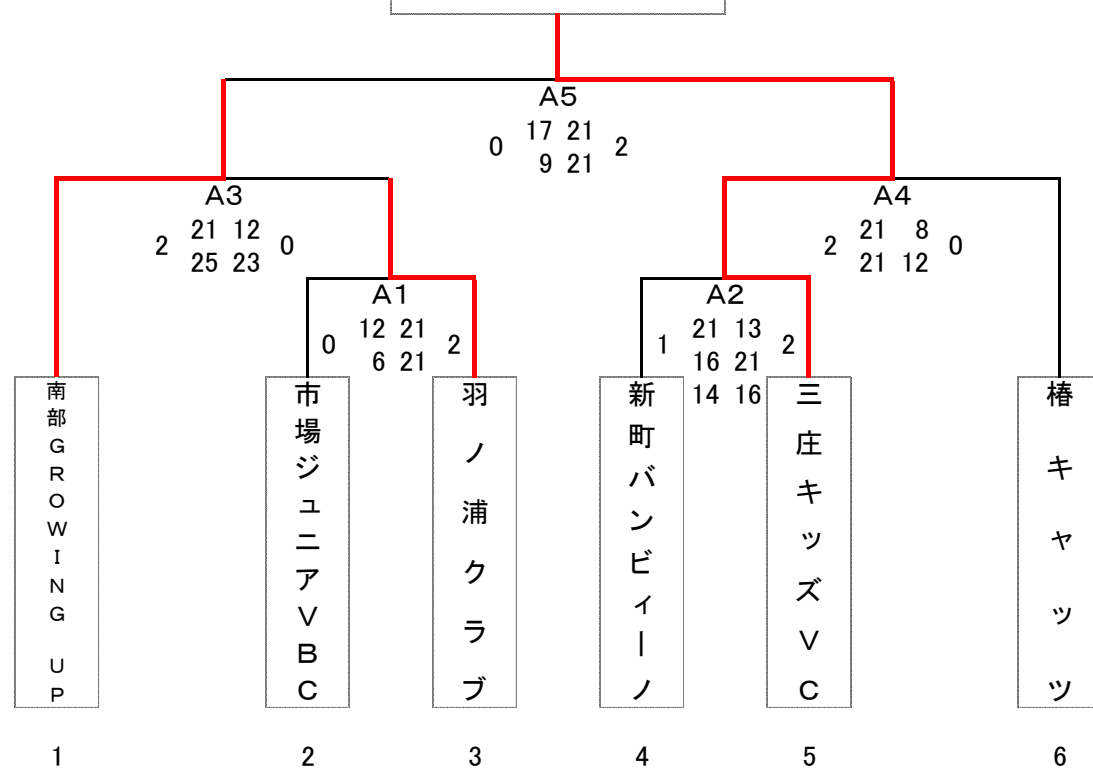 A5
17 21
0 2
9 21
A3
21 12
2 0
25 23
A4
21 8
2 0
21 12
A1
12 21
0 2
6 21
A2
21 13
1 2
16 21
14 16
南部GROWING UP
市場ジュニアVBC
羽ノ浦クラブ
新町バンビィーノ
三庄キッズVC
椿キャッツ
1 2 3 4 5 6